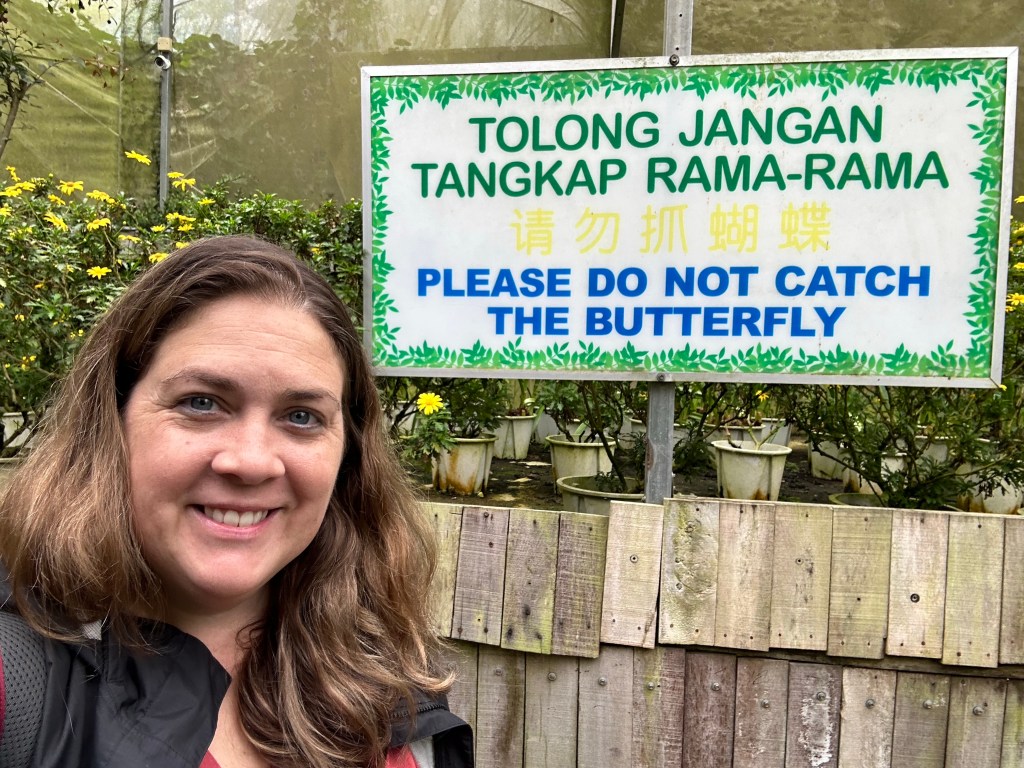 TOLONG JANGAN
TANGKAP RAMA-RAMA
请勿抓蝴蝶
PLEASE DO NOT CATCH
THE BUTTERFLY